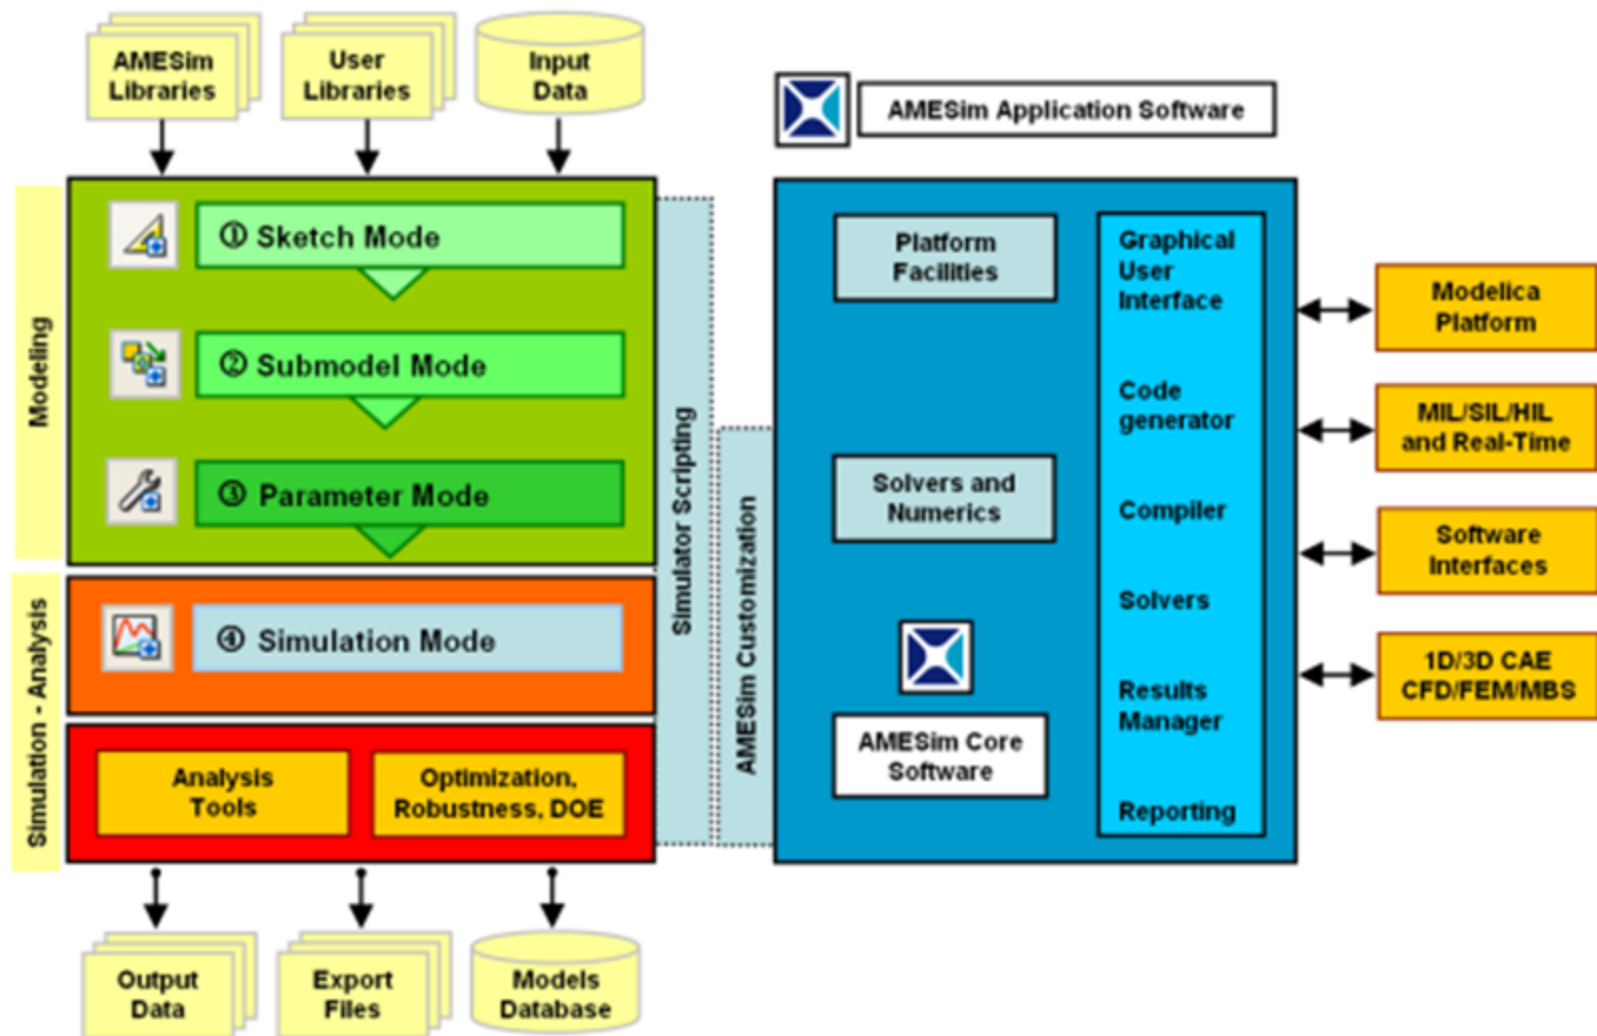 AMESim
Libraries
User
Libraries
Input
Data
Modeling
① Sketch Mode
② Submodel Mode
③ Parameter Mode
Simulation - Analysis
④ Simulation Mode
Analysis
Tools
Optimization,
Robustness, DOE
Output
Data
Export
Files
Models
Database
Simulator Scripting
AMESim Customization
AMESim Application Software
Platform
Facilities
Solvers and
Numerics
AMESim Core
Software
Graphical
User
Interface
Code
generator
Compiler
Solvers
Results
Manager
Reporting
Modelica
Platform
MIL/SIL/HIL
and Real-Time
Software
Interfaces
1D/3D CAE
CFD/FEM/MBS